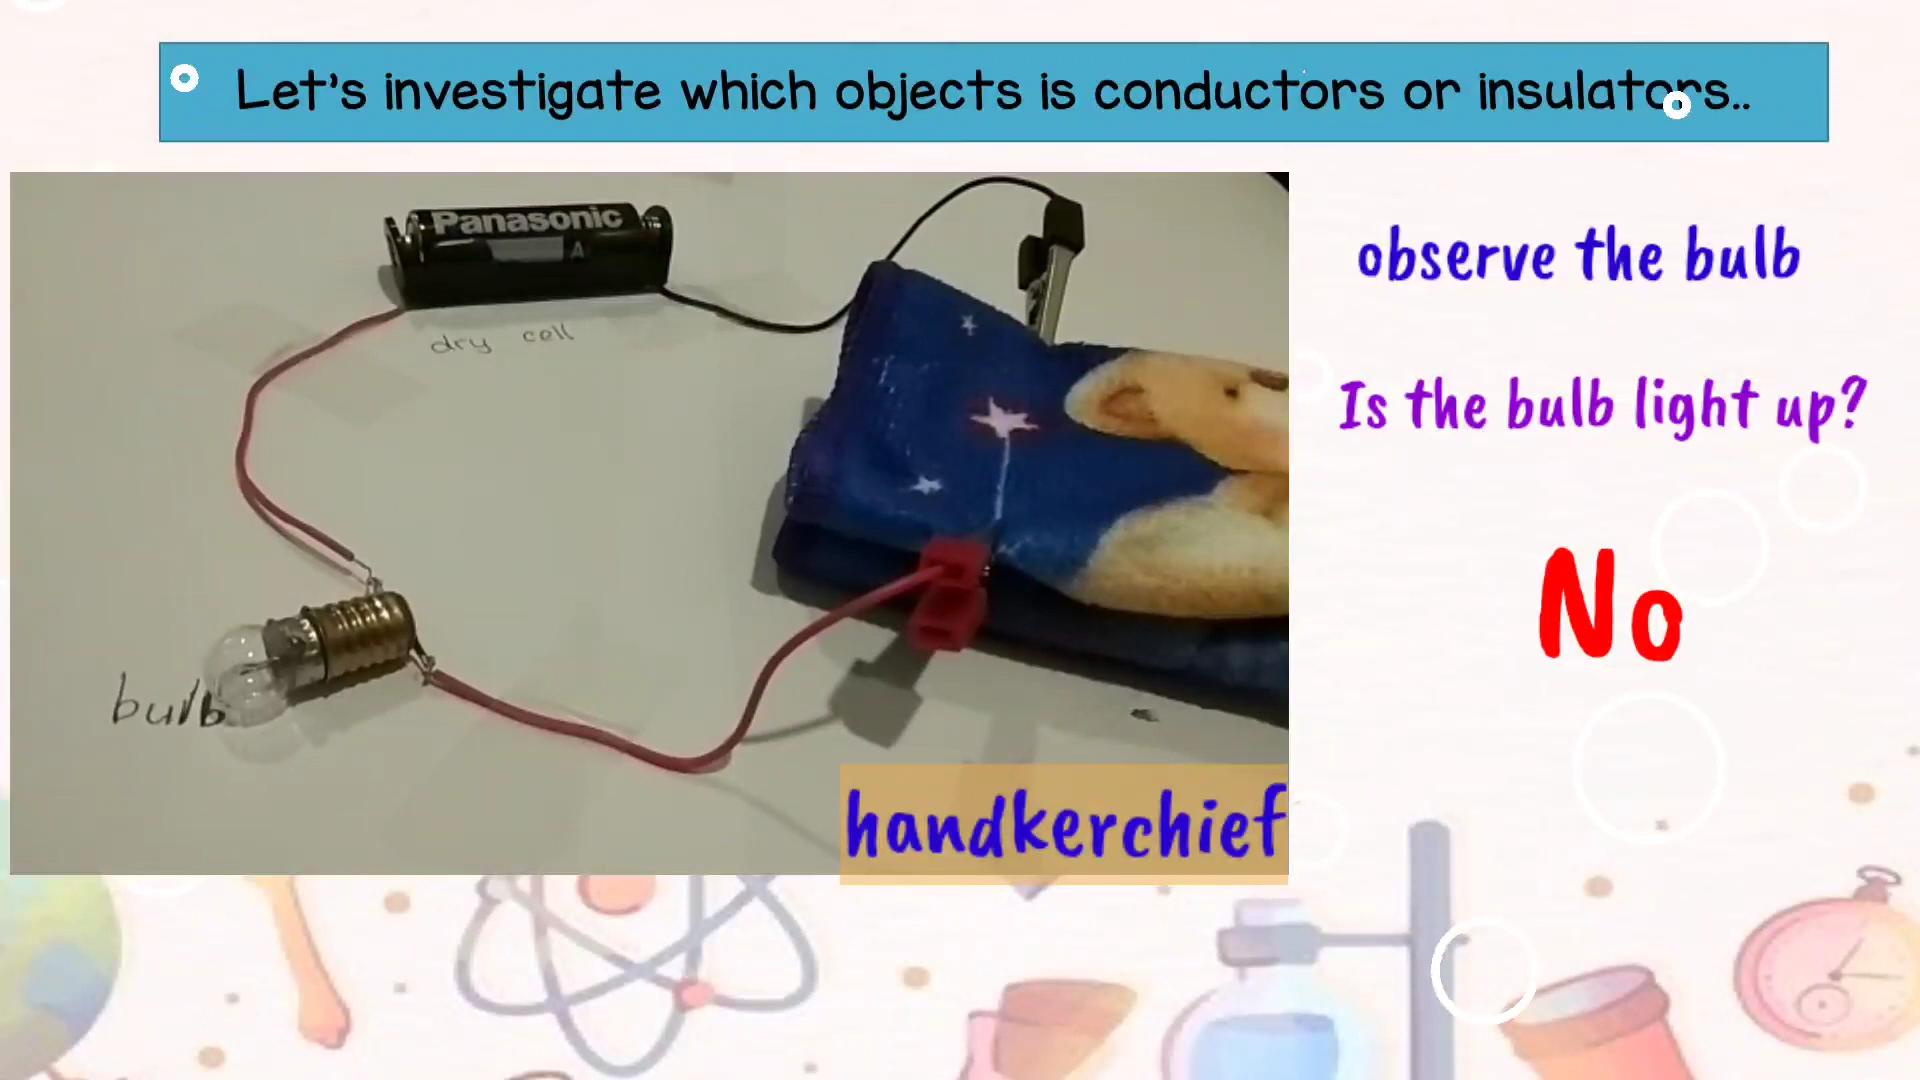 Let's investigate which objects is conductors or insulators..
Panasonic
A
dry cell
observe the bulb
Is the bulb light up?
No
bulb
handkerchief